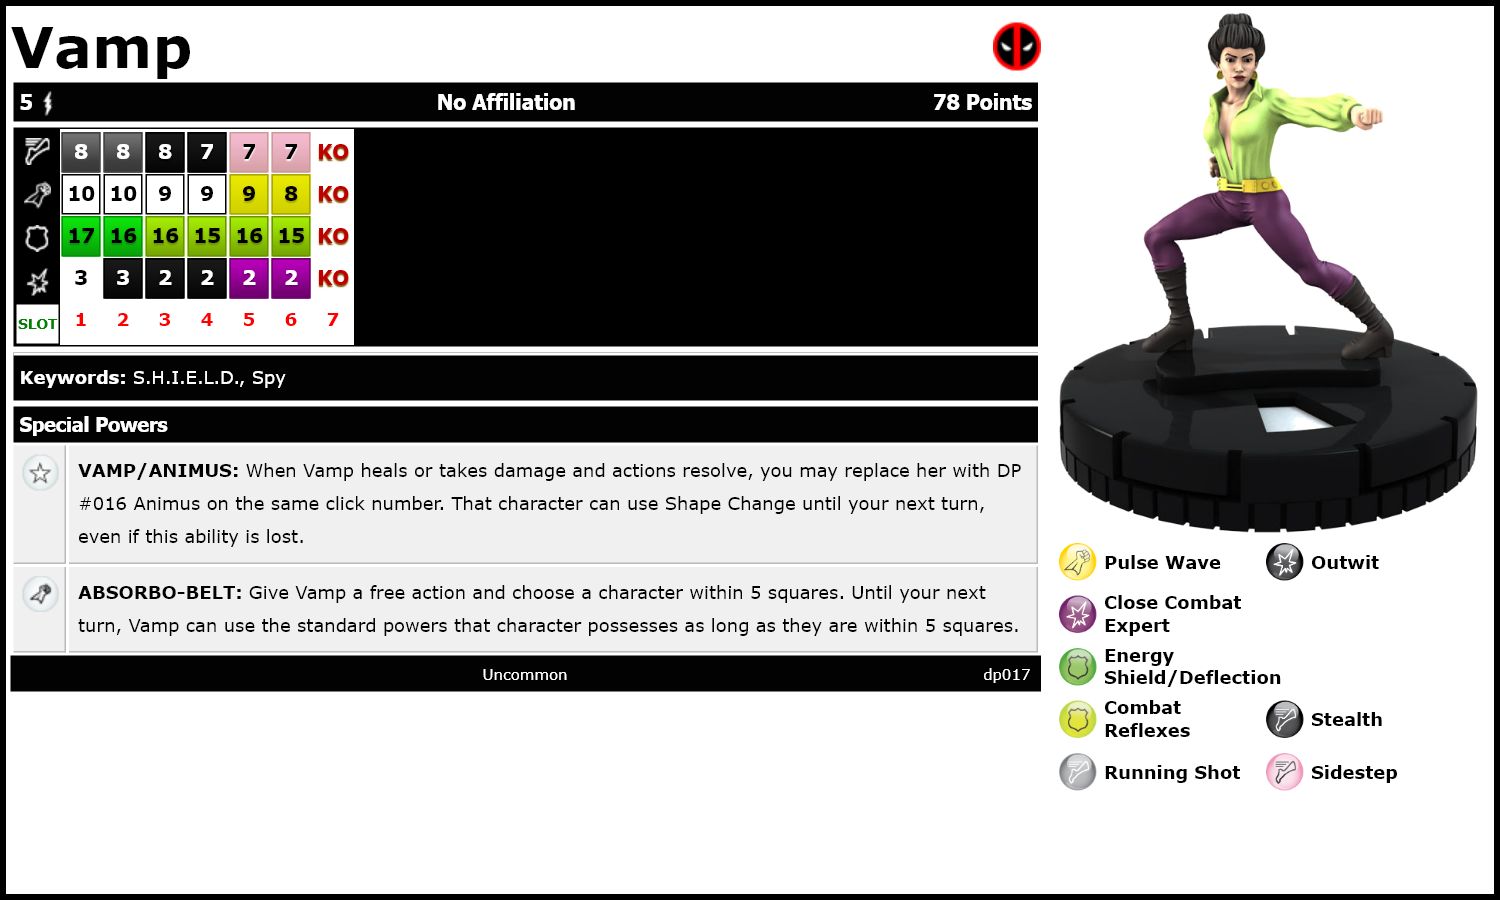 Vamp
5 No Affiliation 78 Points
8 8 8 7 7 7 KO
10 10 9 9 9 8 KO
17 16 16 15 16 15 KO
3 3 2 2 2 2 KO
SLOT 1 2 3 4 5 6 7
Keywords: S.H.I.E.L.D., Spy
Special Powers
VAMP/ANIMUS: When Vamp heals or takes damage and actions resolve, you may replace her with DP
#016 Animus on the same click number. That character can use Shape Change until your next turn,
even if this ability is lost.
ABSORBO-BELT: Give Vamp a free action and choose a character within 5 squares. Until your next
turn, Vamp can use the standard powers that character possesses as long as they are within 5 squares.
Uncommon dp017
Pulse Wave Outwit
Close Combat
Expert
Energy
Shield/Deflection
Combat
Reflexes
Stealth
Running Shot Sidestep